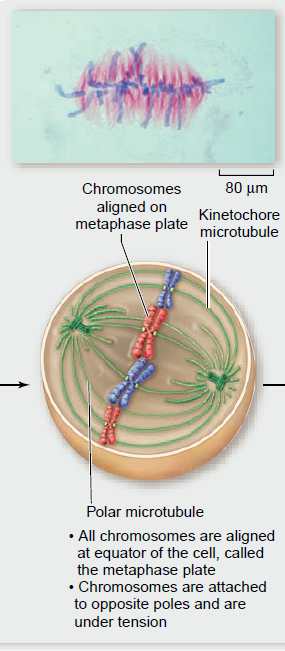 80 μm
Chromosomes
aligned on
metaphase plate
Kinetochore
microtubule
Polar microtubule
• All chromosomes are aligned
at equator of the cell, called
the metaphase plate
• Chromosomes are attached
to opposite poles and are
under tension